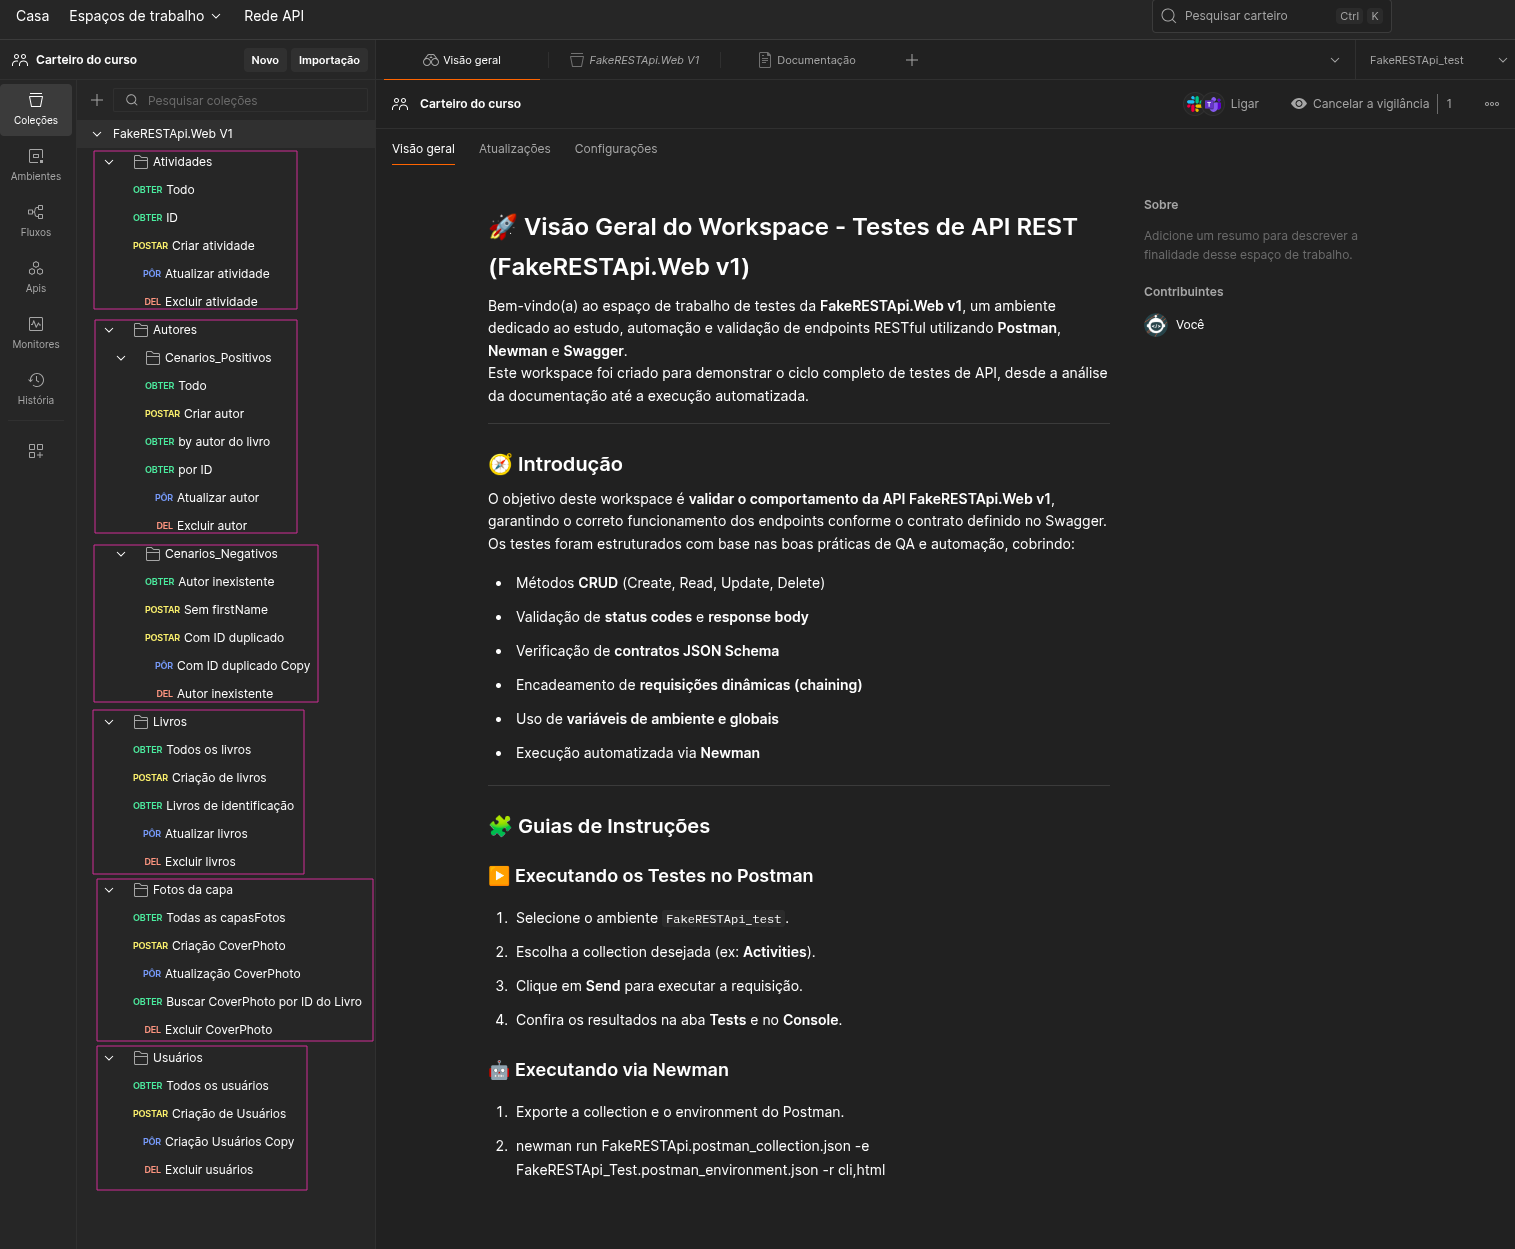 Casa Espaços de trabalho Rede API
Pesquisar carteiro Ctrl K
Carteiro do curso Novo Importação
Visão geral FakeRESTApi.Web V1 Documentação
FakeRESTApi_test
Coleções
Ambientes
Fluxos
Apis
Monitores
História
Pesquisar coleções
FakeRESTApi.Web V1
Atividades
OBTER Todo
OBTER ID
POSTAR Criar atividade
PÔR Atualizar atividade
DEL Excluir atividade
Autores
Cenarios_Positivos
OBTER Todo
POSTAR Criar autor
OBTER by autor do livro
OBTER por ID
PÔR Atualizar autor
DEL Excluir autor
Cenarios_Negativos
OBTER Autor inexistente
POSTAR Sem firstName
POSTAR Com ID duplicado
PÔR Com ID duplicado Copy
DEL Autor inexistente
Livros
OBTER Todos os livros
POSTAR Criação de livros
OBTER Livros de identificação
PÔR Atualizar livros
DEL Excluir livros
Fotos da capa
OBTER Todas as capasFotos
POSTAR Criação CoverPhoto
PÔR Atualização CoverPhoto
OBTER Buscar CoverPhoto por ID do Livro
DEL Excluir CoverPhoto
Usuários
OBTER Todos os usuários
POSTAR Criação de Usuários
PÔR Criação Usuários Copy
DEL Excluir usuários
Carteiro do curso
Ligar Cancelar a vigilância 1
Visão geral Atualizações Configurações
🚀 Visão Geral do Workspace - Testes de API REST
(FakeRESTApi.Web v1)
Bem-vindo(a) ao espaço de trabalho de testes da FakeRESTApi.Web v1, um ambiente
dedicado ao estudo, automação e validação de endpoints RESTful utilizando Postman,
Newman e Swagger.
Este workspace foi criado para demonstrar o ciclo completo de testes de API, desde a análise
da documentação até a execução automatizada.
🧭 Introdução
O objetivo deste workspace é validar o comportamento da API FakeRESTApi.Web v1,
garantindo o correto funcionamento dos endpoints conforme o contrato definido no Swagger.
Os testes foram estruturados com base nas boas práticas de QA e automação, cobrindo:
• Métodos CRUD (Create, Read, Update, Delete)
• Validação de status codes e response body
• Verificação de contratos JSON Schema
• Encadeamento de requisições dinâmicas (chaining)
• Uso de variáveis de ambiente e globais
• Execução automatizada via Newman
🧩 Guias de Instruções
▶️ Executando os Testes no Postman
1. Selecione o ambiente FakeRESTApi_test.
2. Escolha a collection desejada (ex: Activities).
3. Clique em Send para executar a requisição.
4. Confira os resultados na aba Tests e no Console.
🤖 Executando via Newman
1. Exporte a collection e o environment do Postman.
2. newman run FakeRESTApi.postman_collection.json -e
FakeRESTApi_Test.postman_environment.json -r cli,html
Sobre
Adicione um resumo para descrever a
finalidade desse espaço de trabalho.
Contribuintes
Você